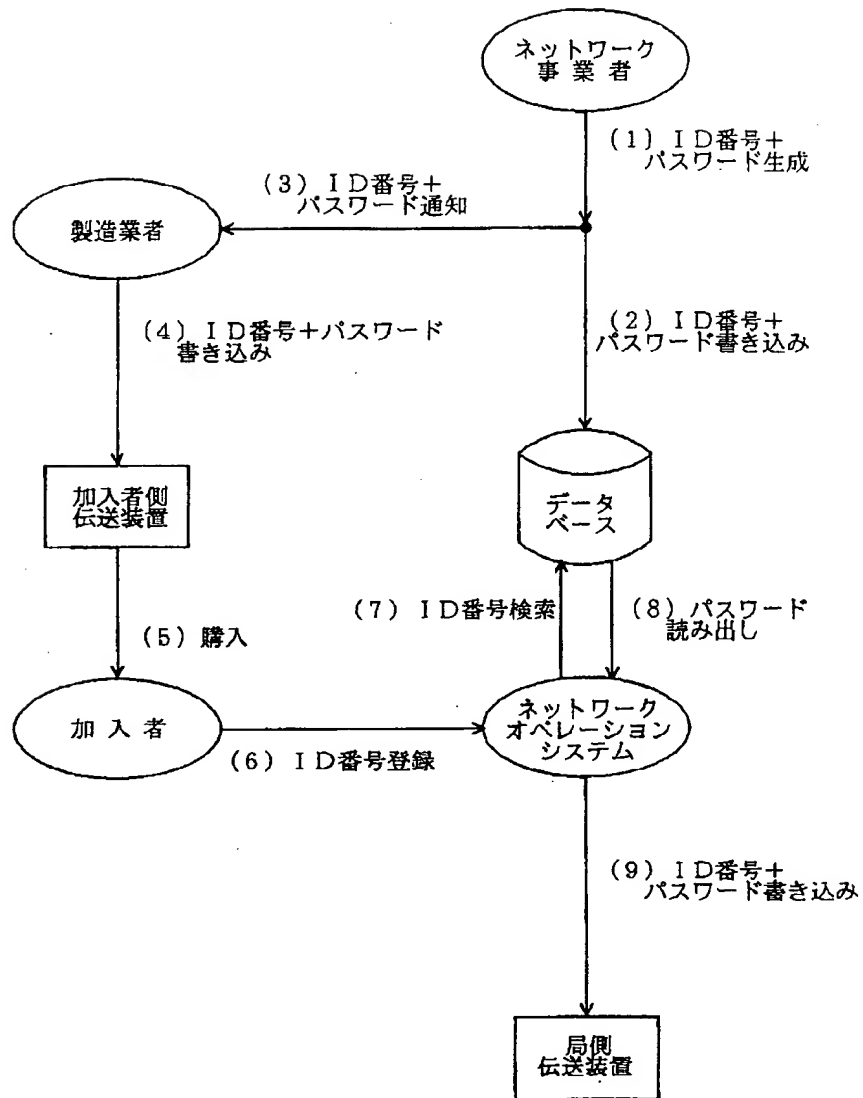 ネットワーク
事 業 者
(1) ID番号+
パスワード生成
(3) ID番号+
パスワード通知
製造業者
(4) ID番号+パスワード
書き込み
(2) ID番号+
パスワード書き込み
加入者側
伝送装置
データ
ベース
(7) ID番号検索
(8) パスワード
読み出し
(5) 購入
加 入 者
ネットワーク
オペレーション
システム
(6) ID番号登録
(9) ID番号+
パスワード書き込み
局側
伝送装置